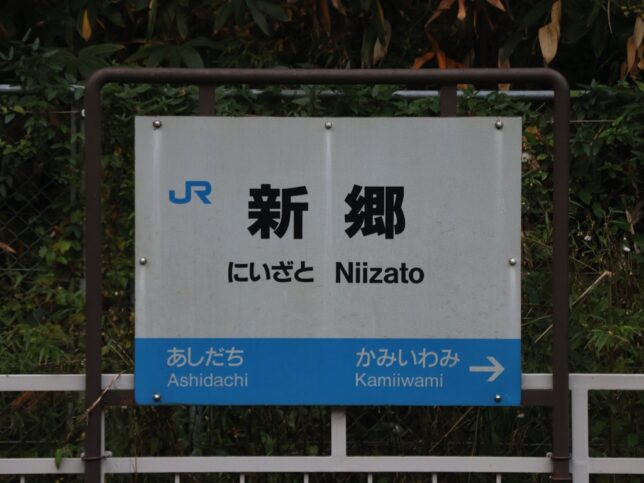 JR
新郷
にいざと Niizato
あしだち かみいわみ →
Ashidachi Kamiiwami